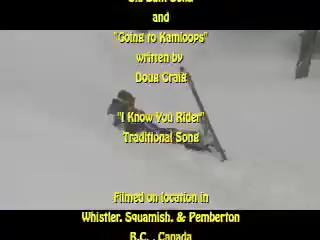 and
"Going to Kamloops"
written by
Doug Craig
"I Know You Rider"
Traditional Song
Filmed on location in
Whistler, Squamish, & Pemberton
B.C. , Canada